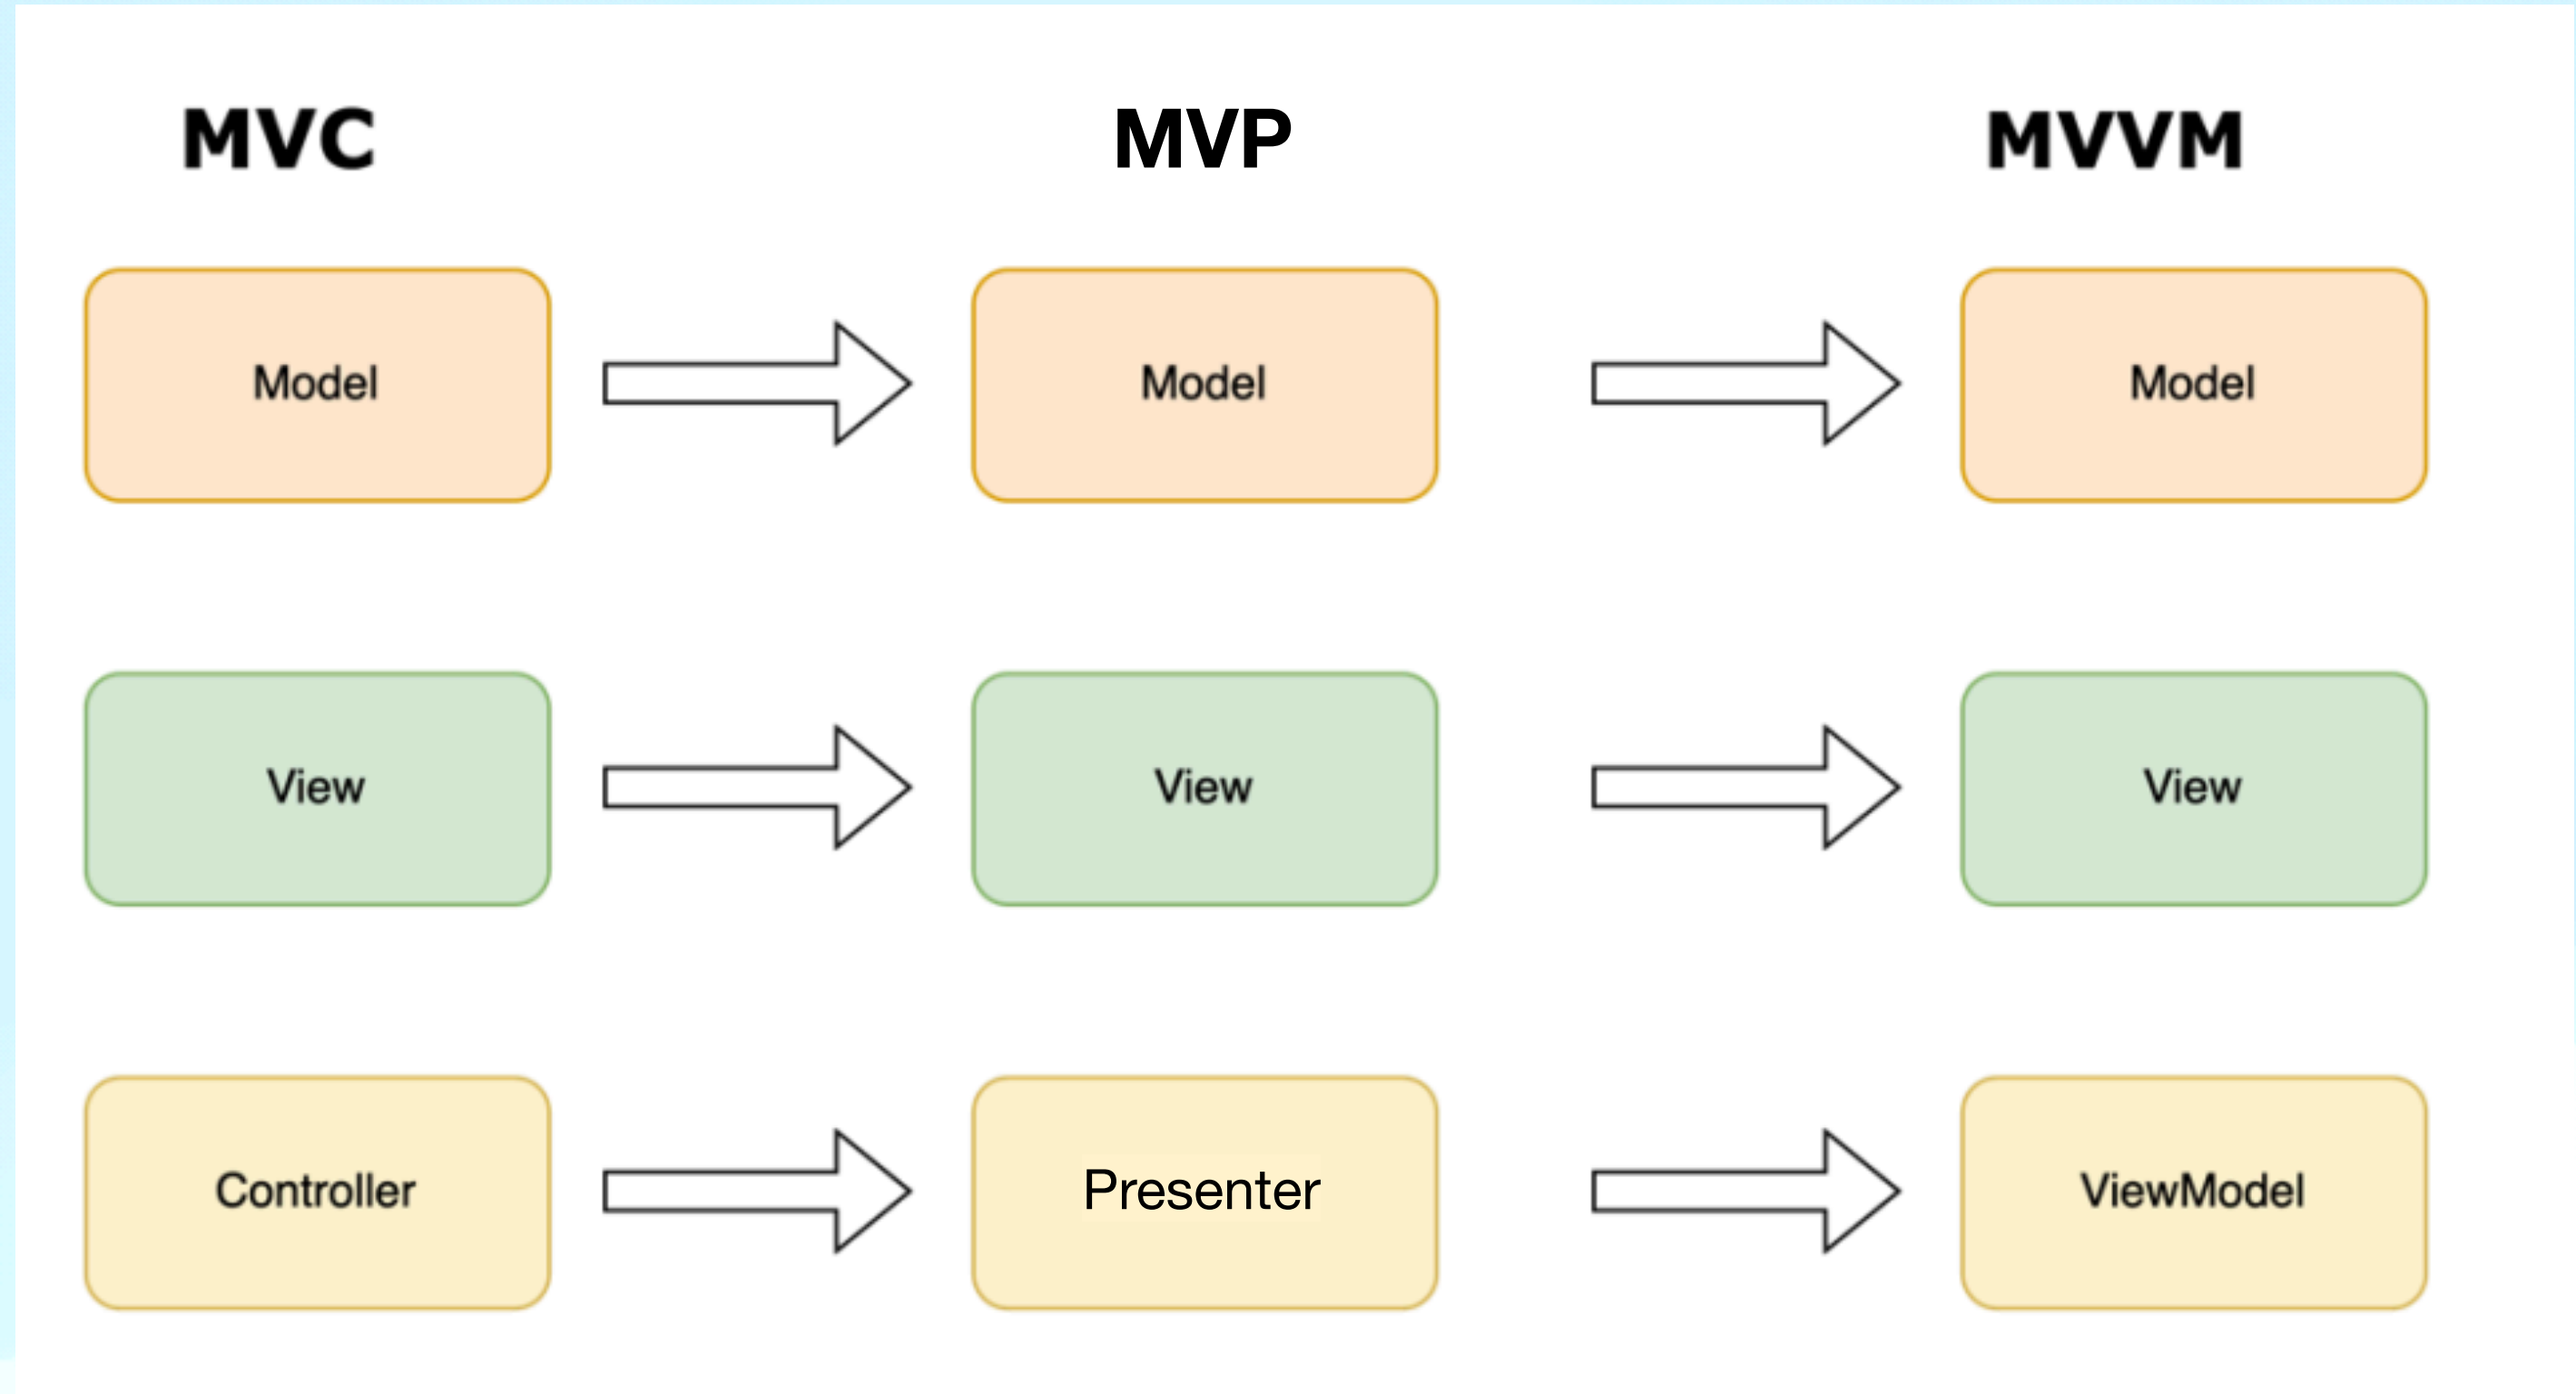 MVC
MVP
MVVM
Model
Model
Model
View
View
View
Controller
Presenter
ViewModel